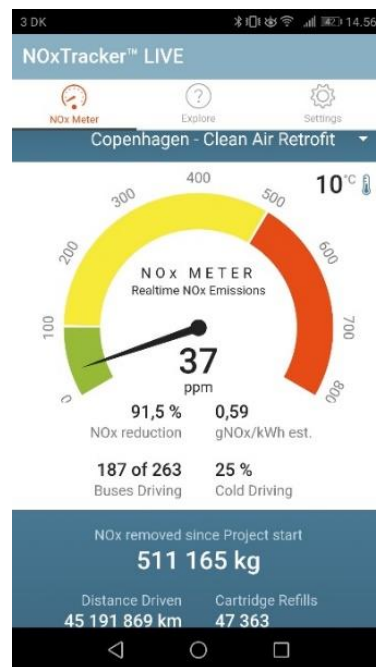 3 DK 14.56
NOxTracker™ LIVE
NOx Meter Explore Settings
Copenhagen - Clean Air Retrofit
10 °C
0 100 200 300 400 500 600 700 800
NOx METER
Realtime NOx Emissions
37
ppm
91,5 % 0,59
NOx reduction gNOx/kWh est.
187 of 263 25 %
Buses Driving Cold Driving
NOx removed since Project start
511 165 kg
Distance Driven Cartridge Refills
45 191 869 km 47 363